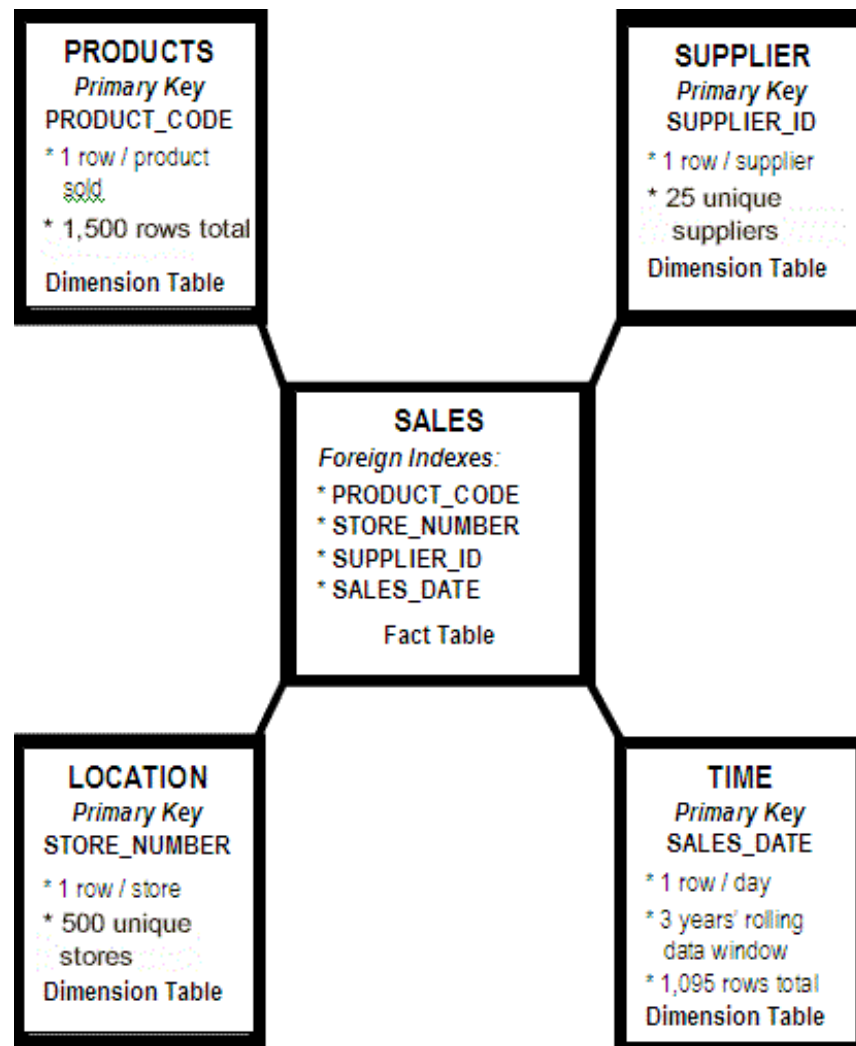 PRODUCTS
Primary Key
PRODUCT_CODE
* 1 row / product
sold
* 1,500 rows total
Dimension Table
SUPPLIER
Primary Key
SUPPLIER_ID
* 1 row / supplier
* 25 unique
suppliers
Dimension Table
SALES
Foreign Indexes:
* PRODUCT_CODE
* STORE_NUMBER
* SUPPLIER_ID
* SALES_DATE
Fact Table
LOCATION
Primary Key
STORE_NUMBER
* 1 row / store
* 500 unique
stores
Dimension Table
TIME
Primary Key
SALES_DATE
* 1 row / day
* 3 years' rolling
data window
* 1,095 rows total
Dimension Table